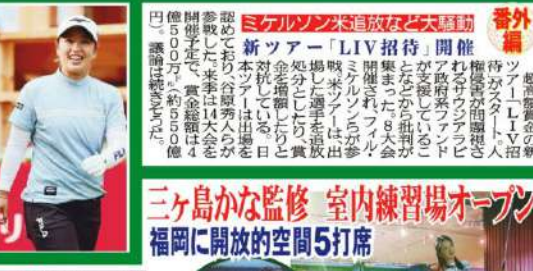 番外編
ミケルソン米追放など大騒動
新ツアー「LIV招待」開催
超高額賞金の新
ツアー「LIV招
待」がスタート。人
権侵害が問題視さ
れるサウジアラビ
ア政府系ファンド
が支援しているこ
となどから批判が
集まった。8大会
開催され、フィル・
ミケルソンらが参
戦。米ツアーは、出
場した選手を追放
処分としたり、賞
金を増額したりと
対抗している。日
本ツアーは出場を
認めており、谷原秀人らが
参戦した。来季は14大会を
開催予定で、賞金総額は4
億500万㌦(約550億
円)。議論は続きそうだ。
三ヶ島かな監修 室内練習場オープン
福岡に開放的空間5打席